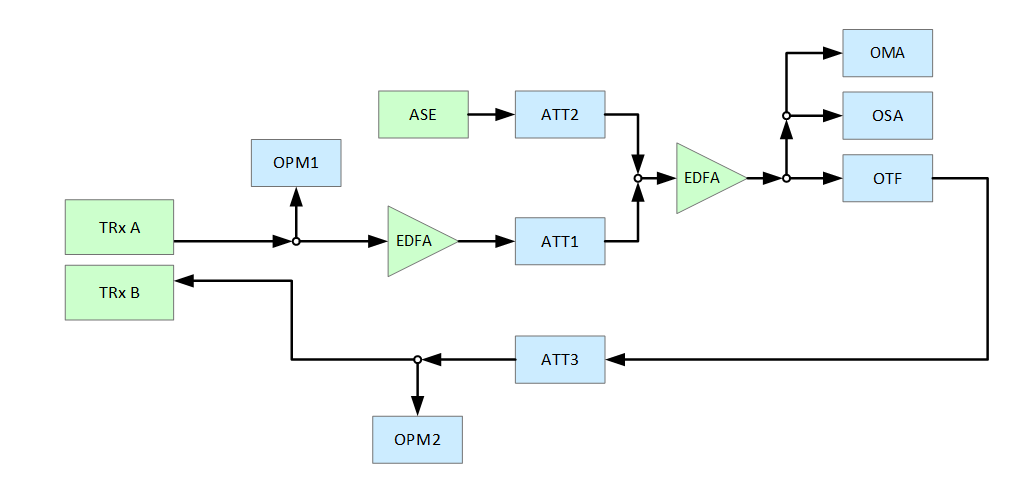 OMA
ASE
ATT2
OSA
OPM1
EDFA
OTF
TRx A
EDFA
ATT1
TRx B
ATT3
OPM2